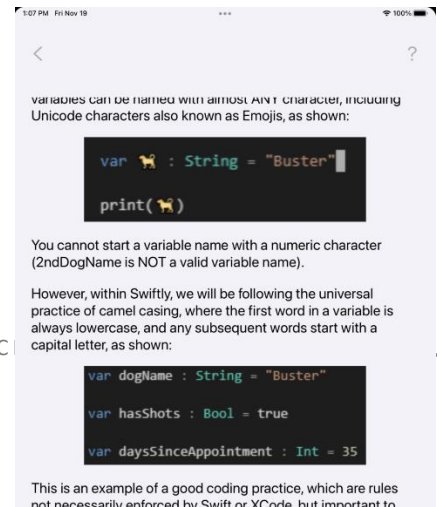 1:07 PM Fri Nov 19
100%
?
variables can be named with almost ANY character, including
Unicode characters also known as Emojis, as shown:
var 🐕 : String = "Buster"
print(🐕)
You cannot start a variable name with a numeric character
(2ndDogName is NOT a valid variable name).
However, within Swiftly, we will be following the universal
practice of camel casing, where the first word in a variable is
always lowercase, and any subsequent words start with a
capital letter, as shown:
var dogName : String = "Buster"
var hasShots : Bool = true
var daysSinceAppointment : Int = 35
This is an example of a good coding practice, which are rules
not necessarily enforced by Swift or XCode, but important to